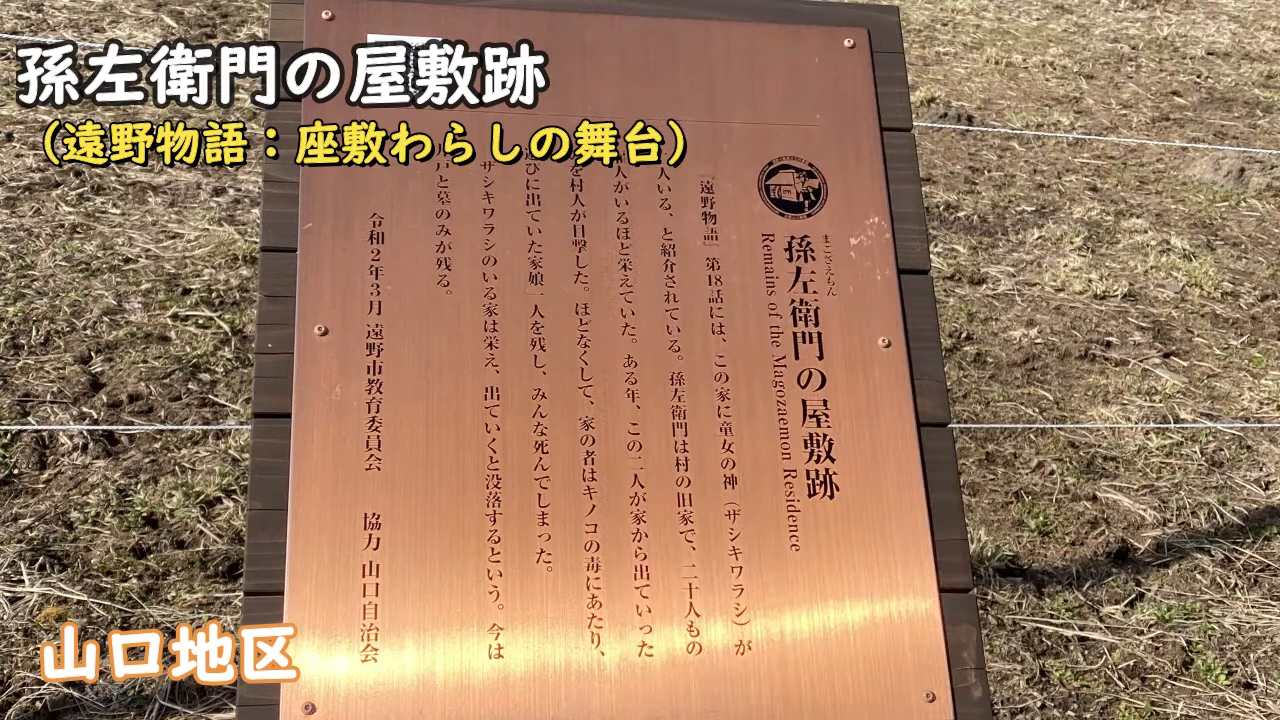 孫左衛門の屋敷跡
(遠野物語:座敷わらしの舞台)
まござえもん
孫左衛門の屋敷跡
Remains of the Magozaemon Residence
『遠野物語』第18話には、この家に童女の神(ザシキワラシ)が
人いる、と紹介されている。孫左衛門は村の旧家で、二十人もの
人がいるほど栄えていた。ある年、この二人が家から出ていった
を村人が目撃した。ほどなくして、家の者はキノコの毒にあたり、
びに出ていた家娘一人を残し、みんな死んでしまった。
ザシキワラシのいる家は栄え、出ていくと没落するという。今は
戸と墓のみが残る。
令和2年3月 遠野市教育委員会 協力 山口自治会
山口地区